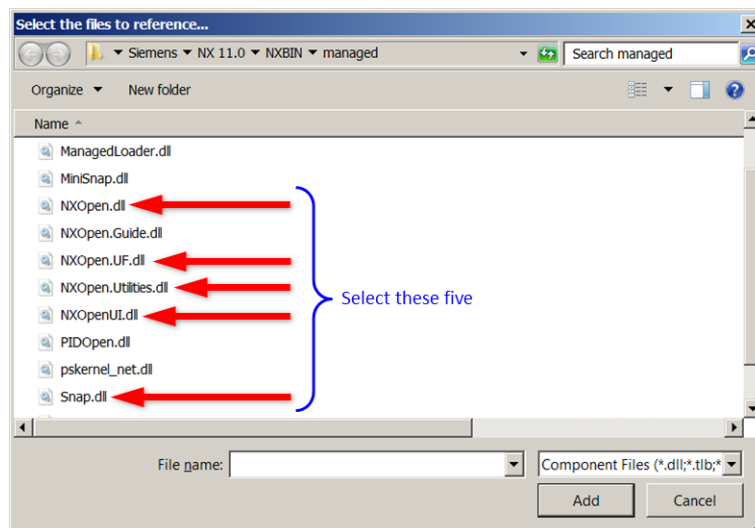 Select the files to reference...
Siemens NX 11.0 NXBIN managed
Search managed
Organize New folder
Name
ManagedLoader.dll
MiniSnap.dll
NXOpen.dll
NXOpen.Guide.dll
NXOpen.UF.dll
NXOpen.Utilities.dll
Select these five
NXOpenUI.dll
PIDOpen.dll
pskernel_net.dll
Snap.dll
File name:
Component Files (*.dll;*.tlb;*
Add Cancel